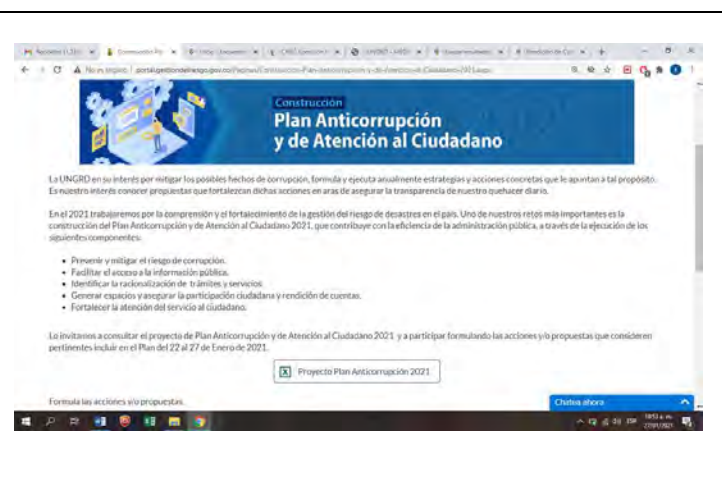 Construcción
Plan Anticorrupción
y de Atención al Ciudadano
La UNGRD en su interés por mitigar los posibles hechos de corrupción, formula y ejecuta anualmente estrategias y acciones concretas que le apuntan a tal propósito.
Es nuestro interés conocer propuestas que fortalezcan dichas acciones en aras de asegurar la transparencia de nuestro quehacer diario.
En el 2021 trabajaremos por la comprensión y el fortalecimiento de la gestión del riesgo de desastres en el país. Uno de nuestros retos más importantes es la
construcción del Plan Anticorrupción y de Atención al Ciudadano 2021, que contribuye con la eficiencia de la administración pública, a través de la ejecución de los
siguientes componentes:
• Prevenir y mitigar el riesgo de corrupción.
• Facilitar el acceso a la información pública.
• Identificar la racionalización de trámites y servicios
• Generar espacios y asegurar la participación ciudadana y rendición de cuentas.
• Fortalecer la atención del servicio al ciudadano.
Lo invitamos a consultar el proyecto de Plan Anticorrupción y de Atención al Ciudadano 2021 y a participar formulando las acciones y/o propuestas que consideren
pertinentes incluir en el Plan del 22 al 27 de Enero de 2021.
Proyecto Plan Anticorrupción 2021
Formula las acciones y/o propuestas.
Chatea ahora
ESP
27/01/2021